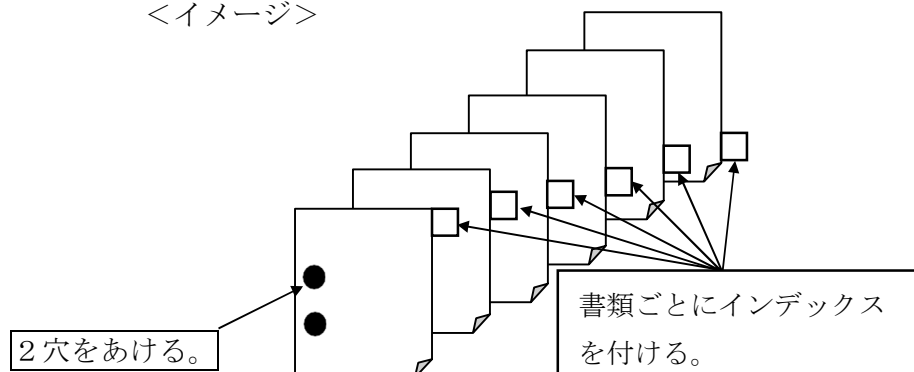 ＜イメージ＞
書類ごとにインデックス
を付ける。
２穴をあける。